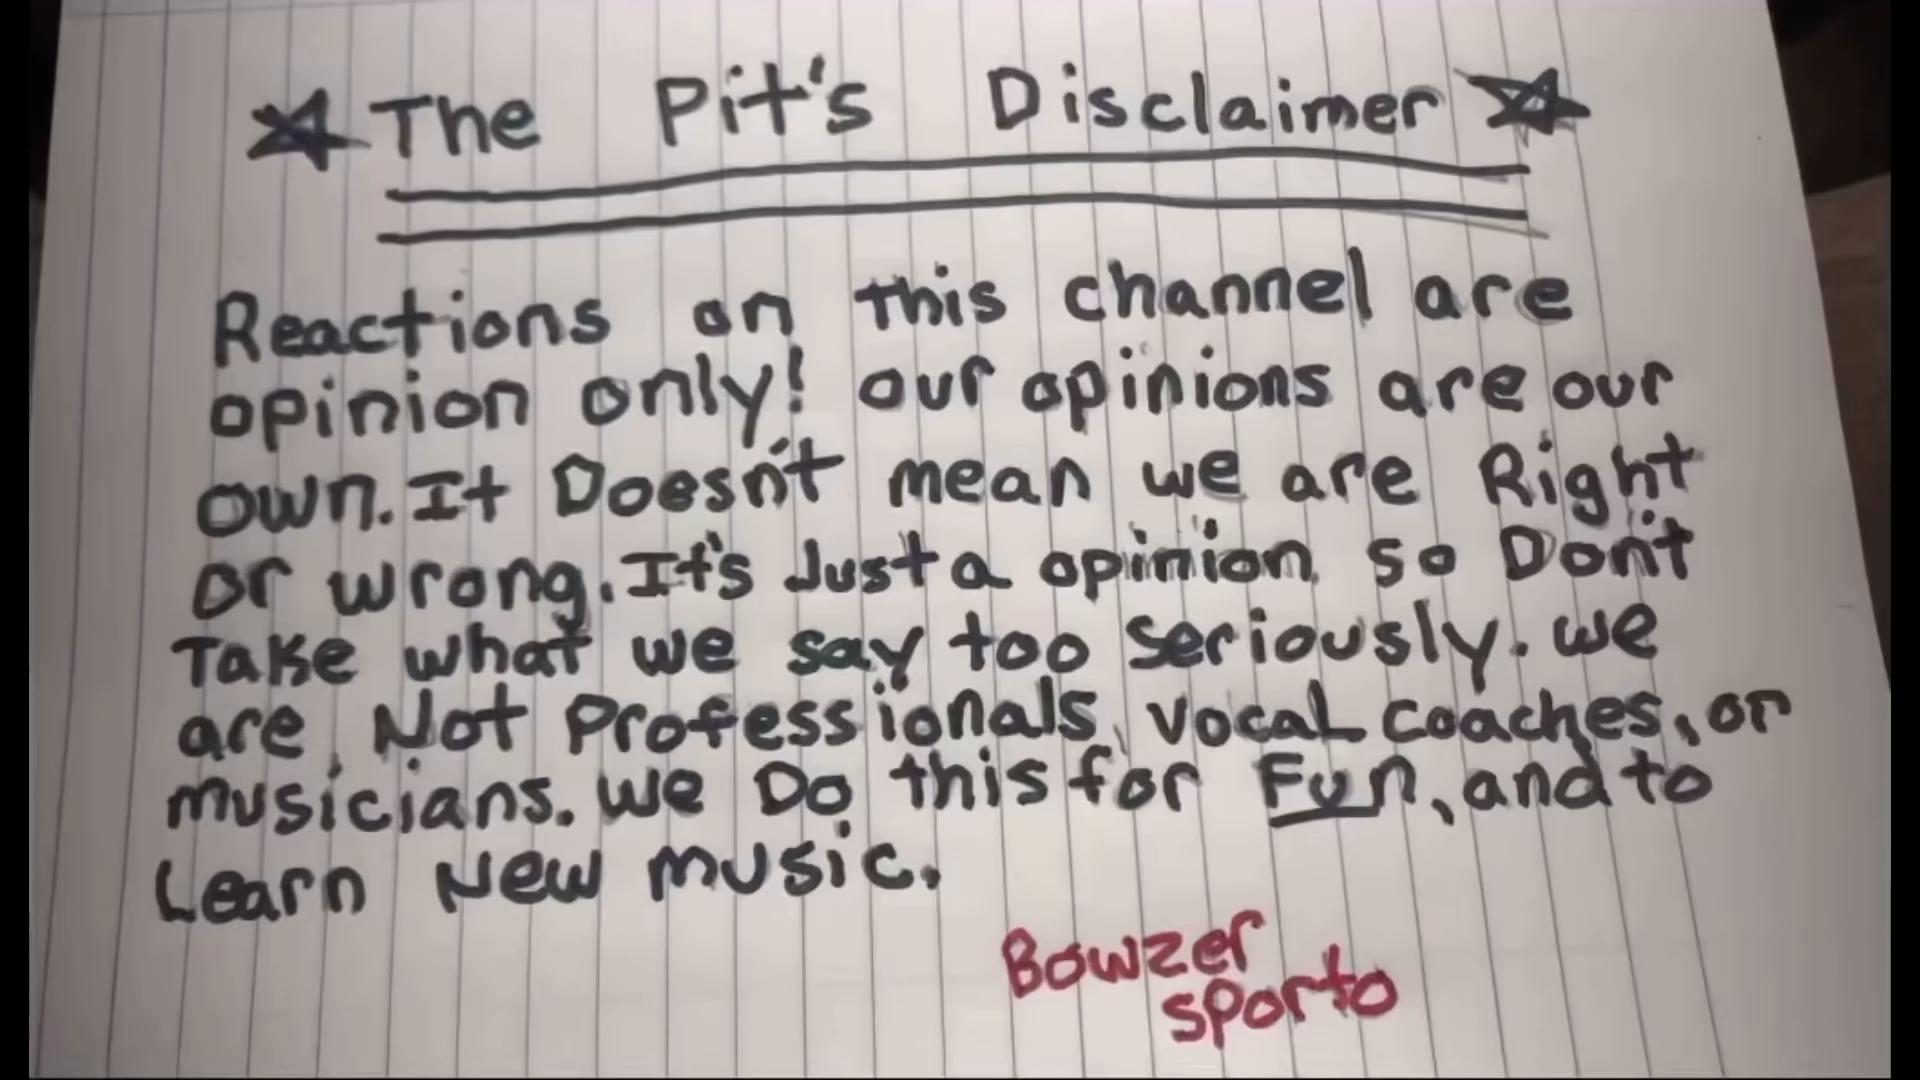 The Pit's Disclaimer
Reactions on this channel are
opinion only! our opinions are our
own. It Doesn't mean we are Right
or wrong. It's Just a opinion so Don't
Take what we say too seriously. we
are Not Professionals, vocal coaches, or
musicians. we Do this for Fun, and to
Learn New music.
Bowzer
sporto